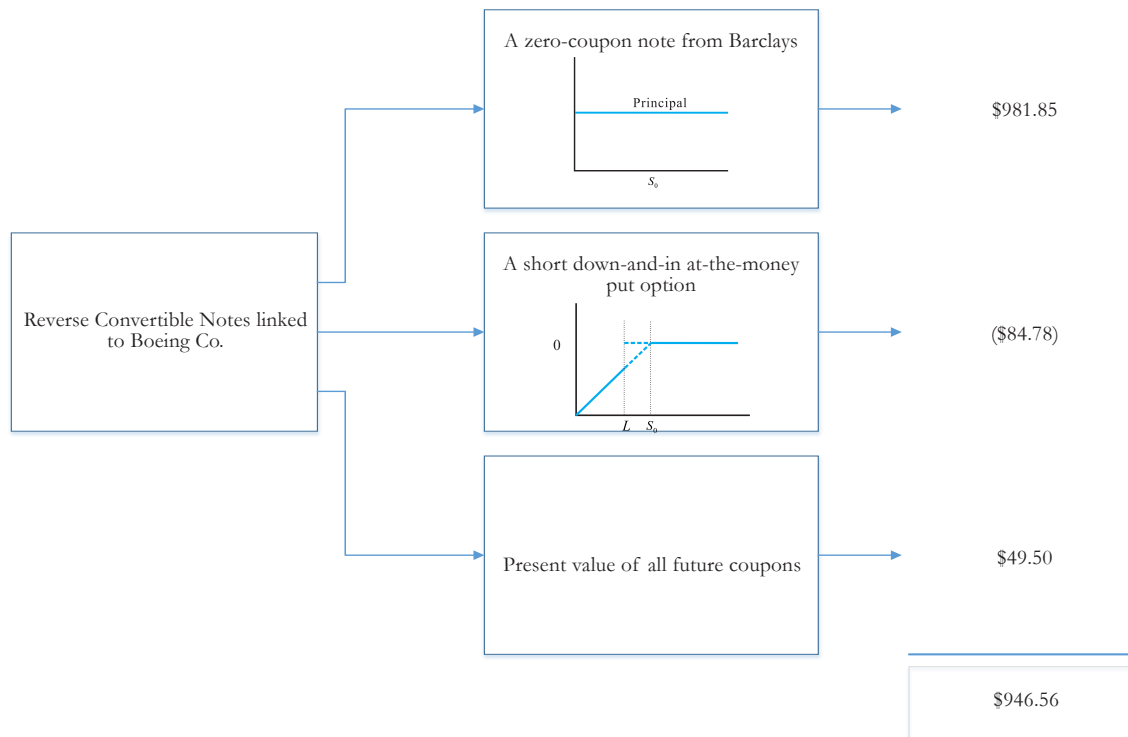 A zero-coupon note from Barclays
Principal
S₀
$981.85
Reverse Convertible Notes linked
to Boeing Co.
A short down-and-in at-the-money
put option
0
L S₀
($84.78)
Present value of all future coupons
$49.50
$946.56